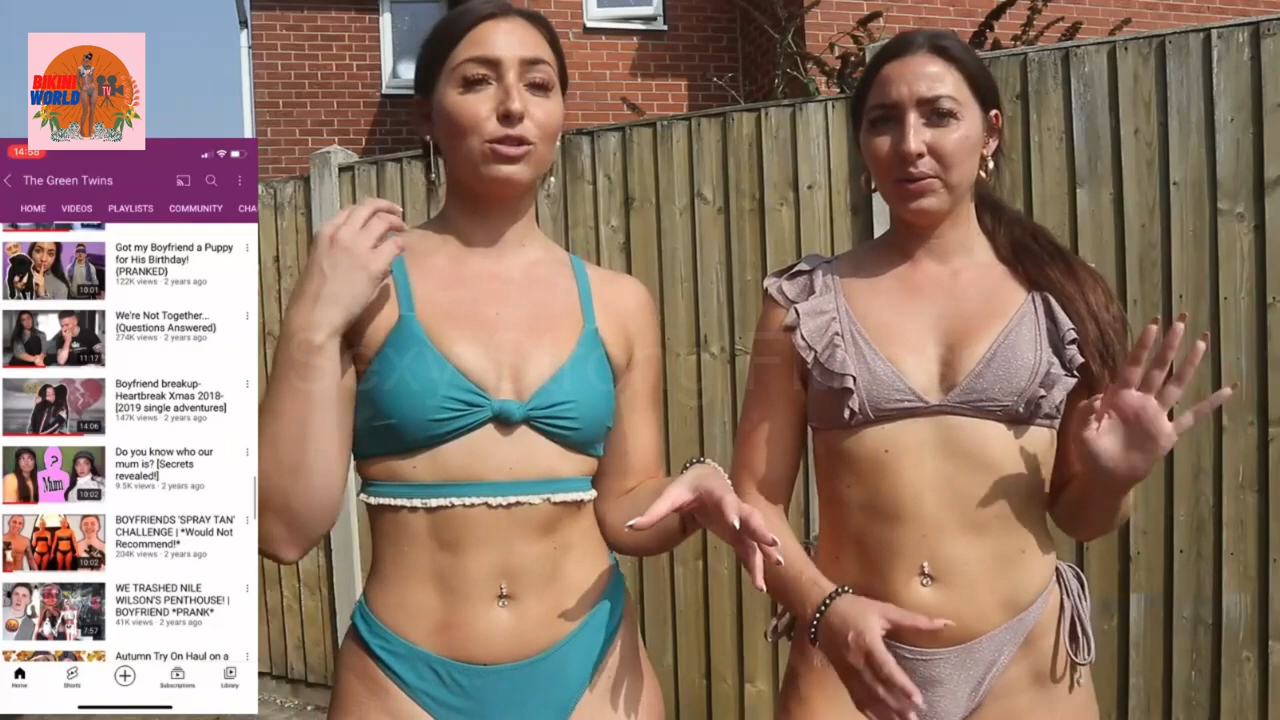 BIKINI
WORLD
TV
14:58
The Green Twins
HOME VIDEOS PLAYLISTS COMMUNITY CHA
Got my Boyfriend a Puppy
for His Birthday!
{PRANKED}
122K views · 2 years ago
10:01
We're Not Together...
{Questions Answered}
274K views · 2 years ago
11:17
Boyfriend breakup-
Heartbreak Xmas 2018-
[2019 single adventures]
147K views · 2 years ago
14:06
Do you know who our
mum is? [Secrets
revealed!]
9.5K views · 2 years ago
Mum
10:02
BOYFRIENDS 'SPRAY TAN'
CHALLENGE | *Would Not
Recommend!*
204K views · 2 years ago
10:02
WE TRASHED NILE
WILSON'S PENTHOUSE! |
BOYFRIEND *PRANK*
41K views · 2 years ago
7:57
Autumn Try On Haul on a
Home Shorts Subscriptions Library